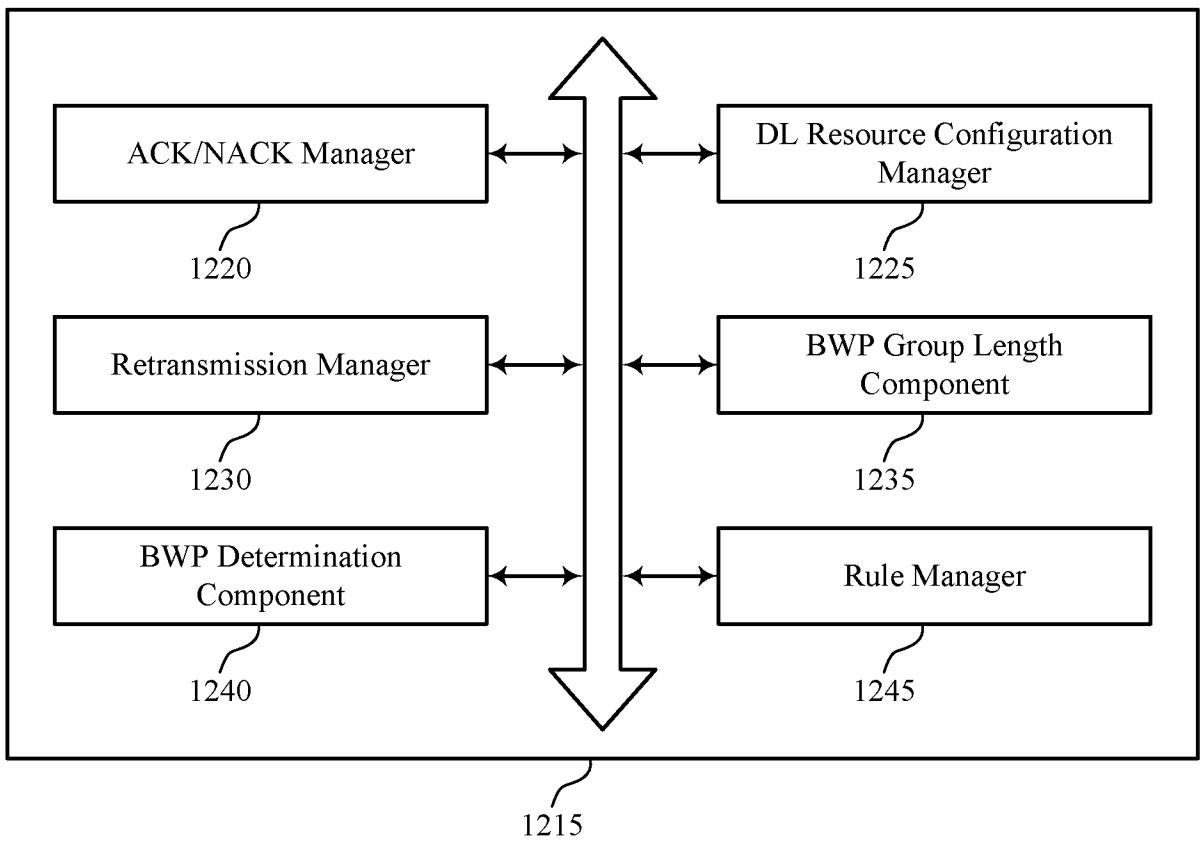 ACK/NACK Manager
1220
DL Resource Configuration
Manager
1225
Retransmission Manager
1230
BWP Group Length
Component
1235
BWP Determination
Component
1240
Rule Manager
1245
1215